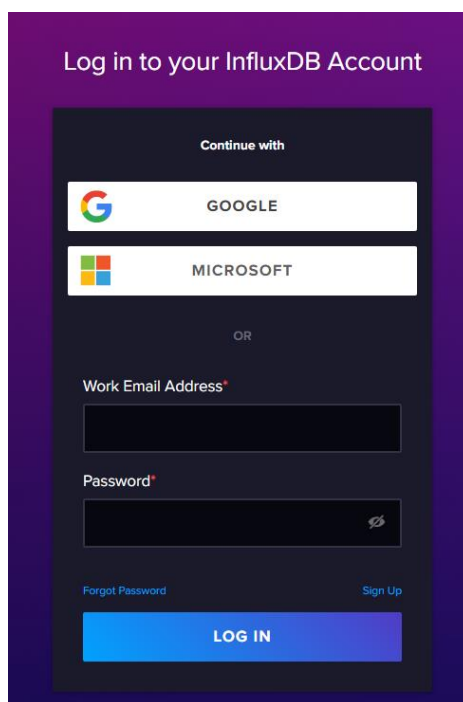 Log in to your InfluxDB Account
Continue with
GOOGLE
MICROSOFT
OR
Work Email Address*
Password*
Forgot Password Sign Up
LOG IN